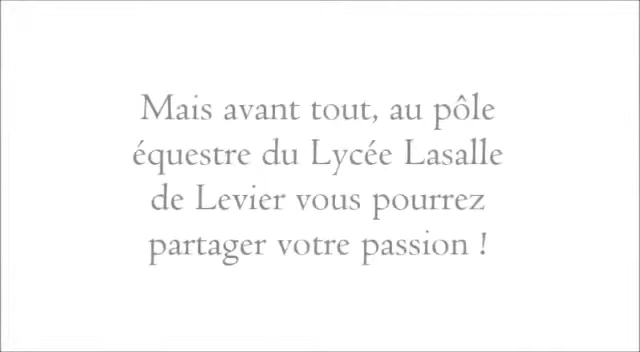 Mais avant tout, au pôle
équestre du Lycée Lasalle
de Levier vous pourrez
partager votre passion !